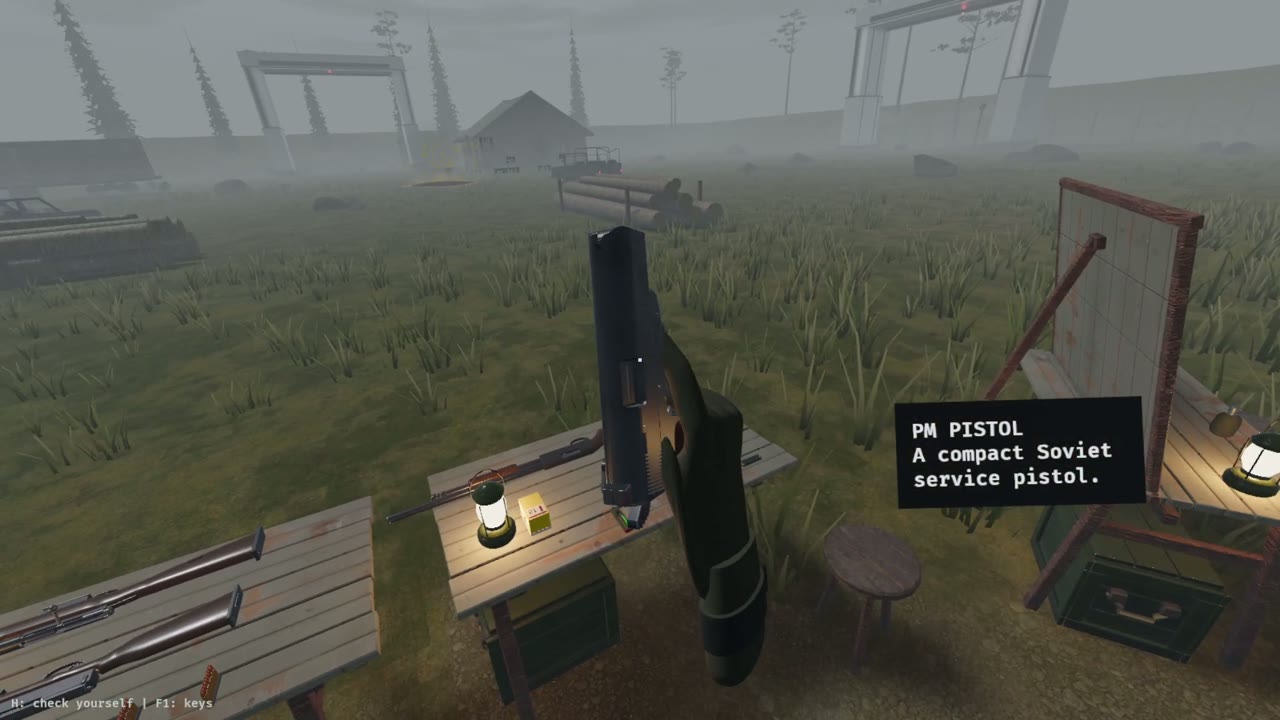 PM PISTOL
A compact Soviet
service pistol.
H: check yourself | F1: keys